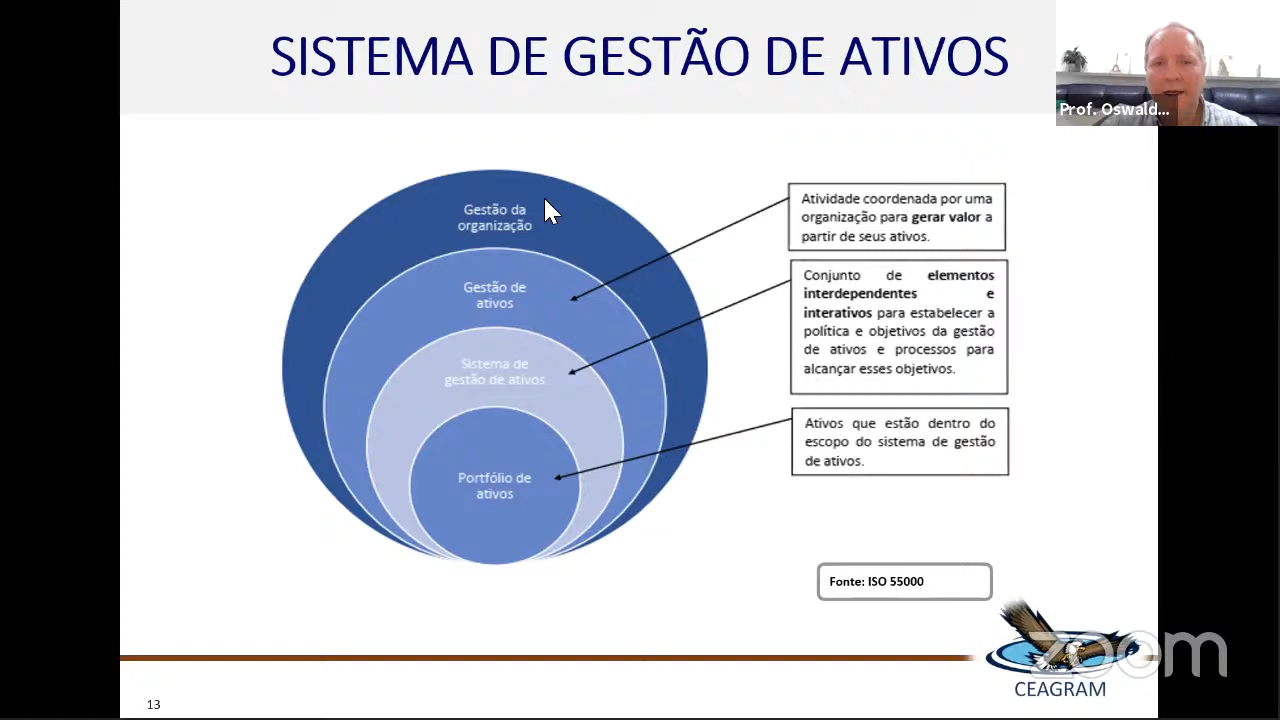 SISTEMA DE GESTÃO DE ATIVOS
Prof. Oswald...
Gestão da
organização
Gestão de
ativos
Sistema de
gestão de ativos
Portfólio de
ativos
Atividade coordenada por uma
organização para gerar valor a
partir de seus ativos.
Conjunto de elementos
interdependentes e
interativos para estabelecer a
política e objetivos da gestão
de ativos e processos para
alcançar esses objetivos.
Ativos que estão dentro do
escopo do sistema de gestão
de ativos.
Fonte: ISO 55000
zoom
CEAGRAM
13